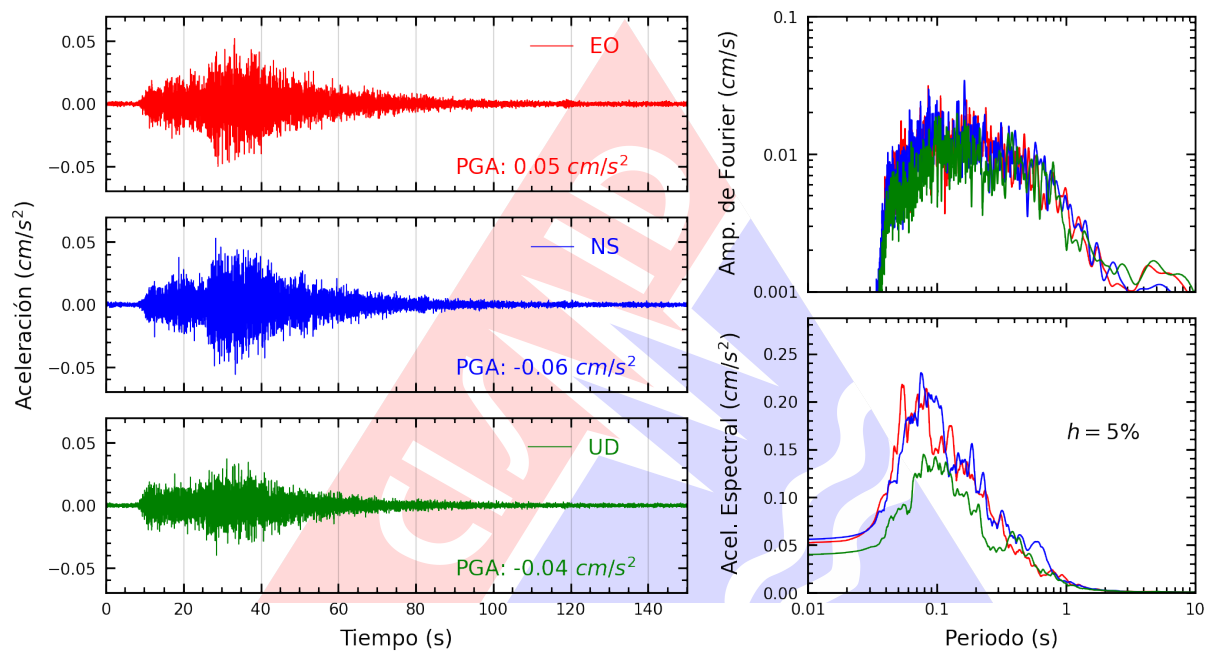 Aceleración (cm/s²)
0.05
0.00
−0.05
EO
PGA: 0.05 cm/s²
0.05
0.00
−0.05
NS
PGA: -0.06 cm/s²
0.05
0.00
−0.05
UD
PGA: -0.04 cm/s²
0 20 40 60 80 100 120 140
Tiempo (s)
CISMID
Amp. de Fourier (cm/s)
0.1
0.01
0.001
Acel. Espectral (cm/s²)
0.25
0.20
0.15
0.10
0.05
0.00
h = 5%
0.01 0.1 1 10
Periodo (s)